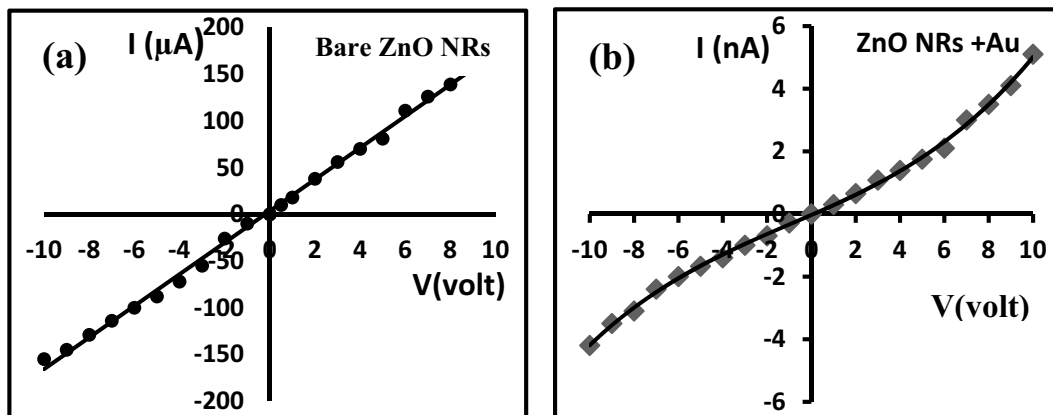 (a)
I (µA)
Bare ZnO NRs
200
150
100
50
0
-50
-100
-150
-200
-10 -8 -6 -4 -2 0 2 4 6 8 10
V(volt)
(b)
I (nA)
ZnO NRs +Au
6
4
2
0
-2
-4
-6
-10 -8 -6 -4 -2 0 2 4 6 8 10
V(volt)